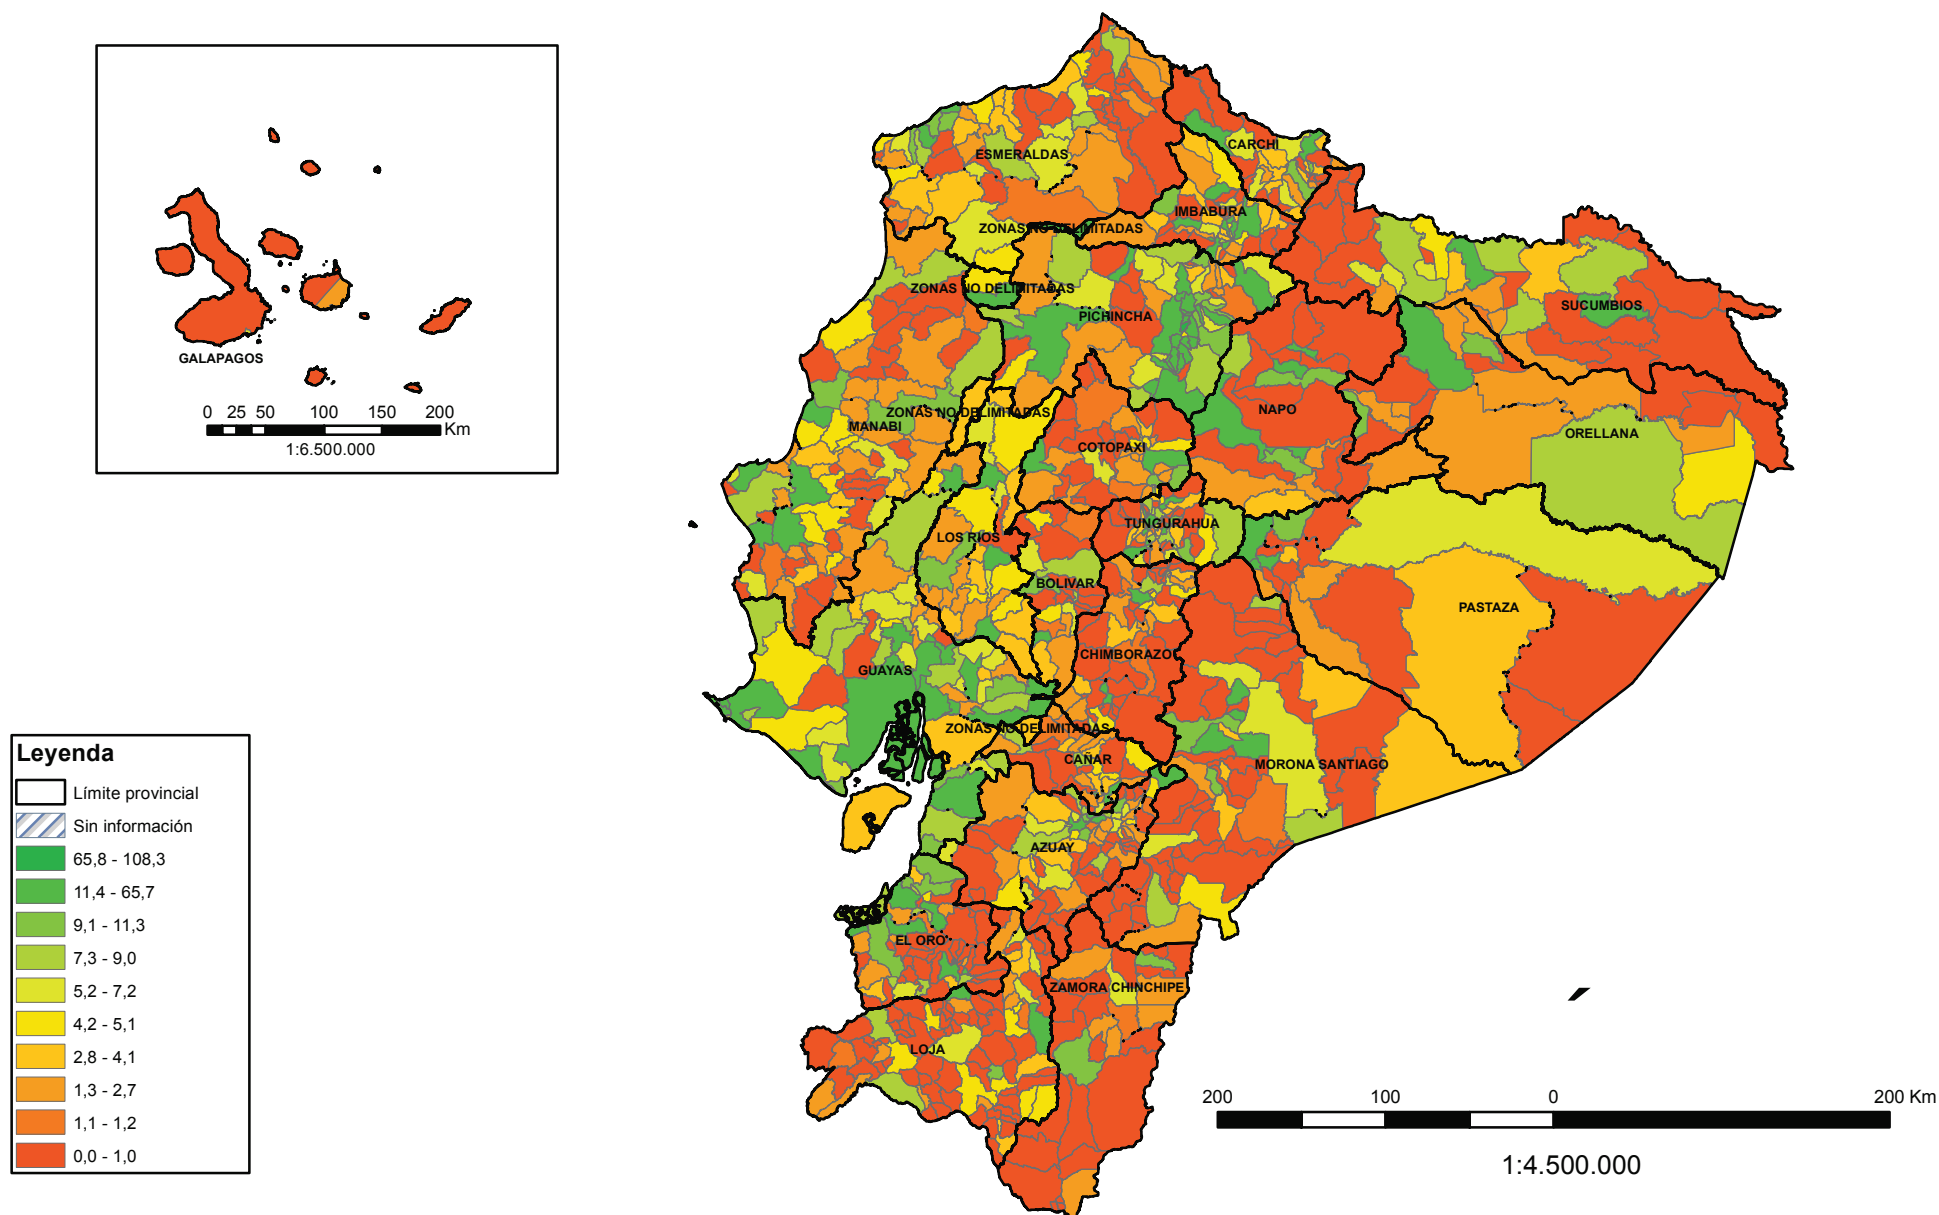 GALAPAGOS
0 25 50 100 150 200
Km
1:6.500.000
ESMERALDAS
CARCHI
IMBABURA
ZONAS NO DELIMITADAS
ZONAS NO DELIMITADAS
PICHINCHA
SUCUMBIOS
NAPO
ZONAS NO DELIMITADAS
MANABI
ORELLANA
COTOPAXI
TUNGURAHUA
LOS RIOS
BOLIVAR
PASTAZA
CHIMBORAZO
GUAYAS
ZONAS NO DELIMITADAS
CAÑAR
MORONA SANTIAGO
AZUAY
EL ORO
ZAMORA CHINCHIPE
LOJA
Leyenda
Límite provincial
Sin información
65,8 - 108,3
11,4 - 65,7
9,1 - 11,3
7,3 - 9,0
5,2 - 7,2
4,2 - 5,1
2,8 - 4,1
1,3 - 2,7
1,1 - 1,2
0,0 - 1,0
200 100 0 200 Km
1:4.500.000